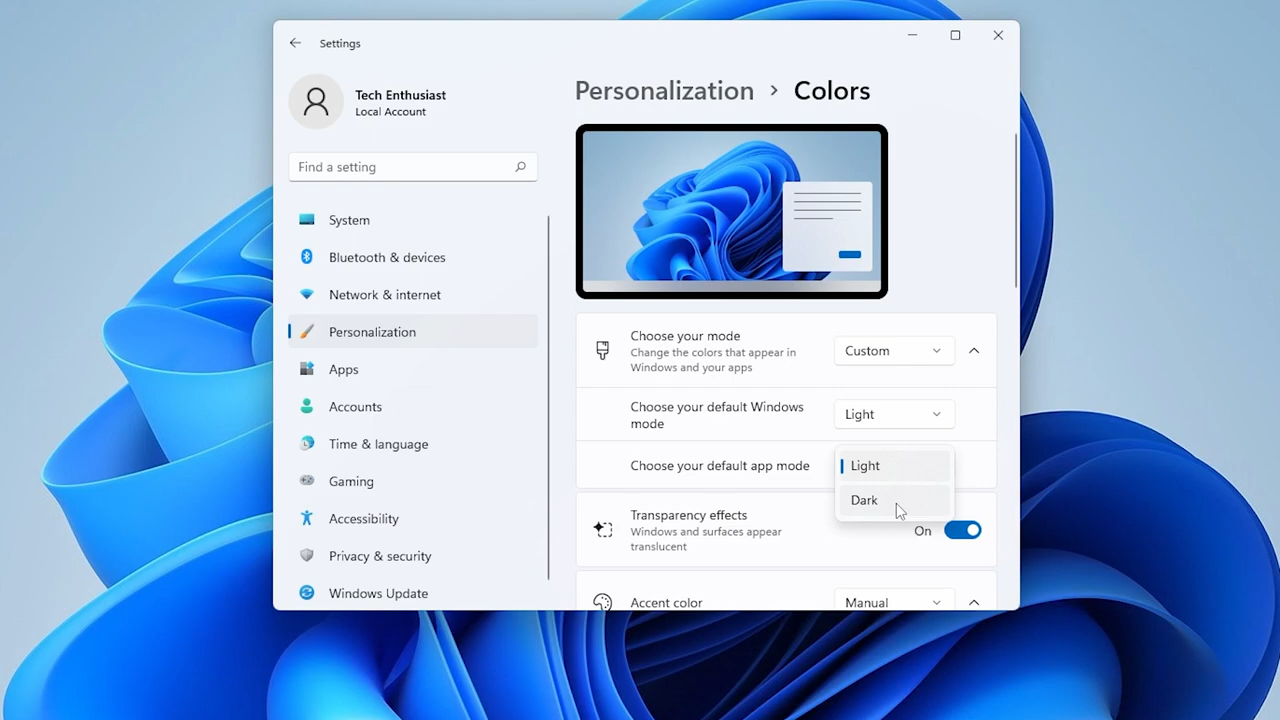 Settings
Tech Enthusiast
Local Account
Find a setting
System
Bluetooth & devices
Network & internet
Personalization
Apps
Accounts
Time & language
Gaming
Accessibility
Privacy & security
Windows Update
Personalization > Colors
Choose your mode
Change the colors that appear in
Windows and your apps
Custom
Choose your default Windows
mode
Light
Choose your default app mode
Light
Dark
Transparency effects
Windows and surfaces appear
translucent
On
Accent color
Manual